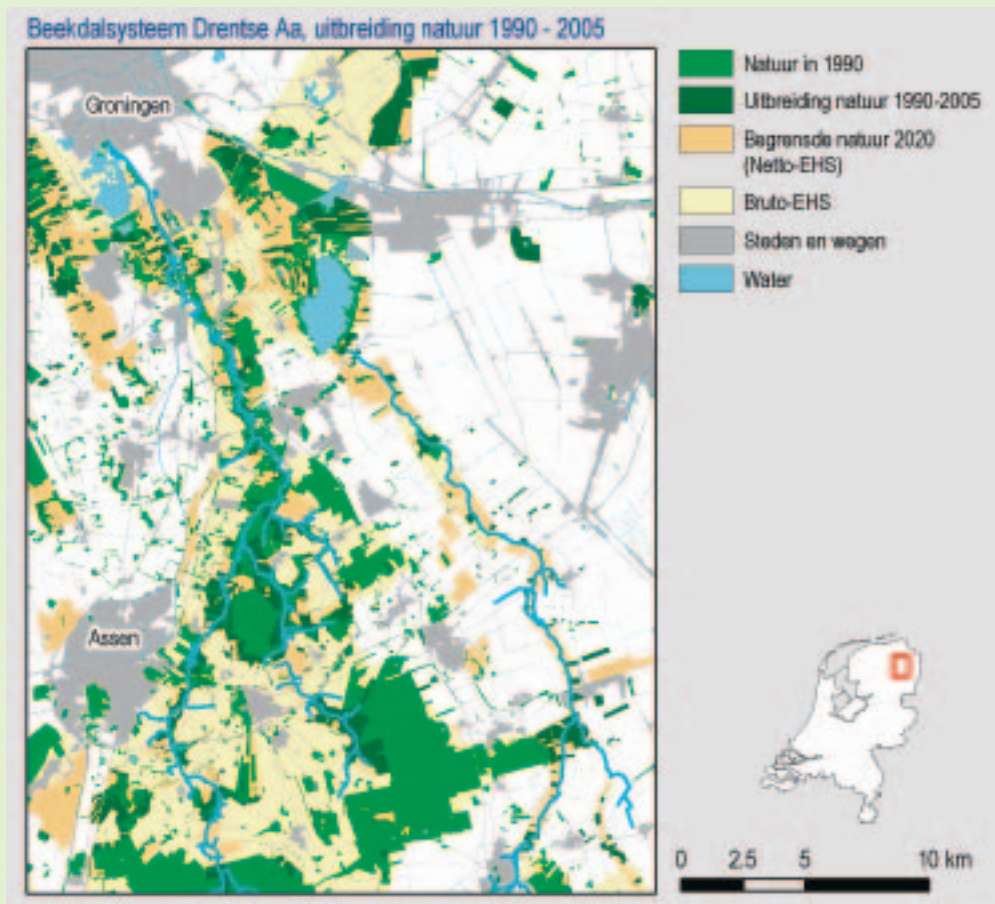 Beekdalsysteem Drentse Aa, uitbreiding natuur 1990 - 2005
Groningen
Assen
Natuur in 1990
Uitbreiding natuur 1990-2005
Begrensde natuur 2020
(Netto-EHS)
Bruto-EHS
Steden en wegen
Water
0 2.5 5 10 km